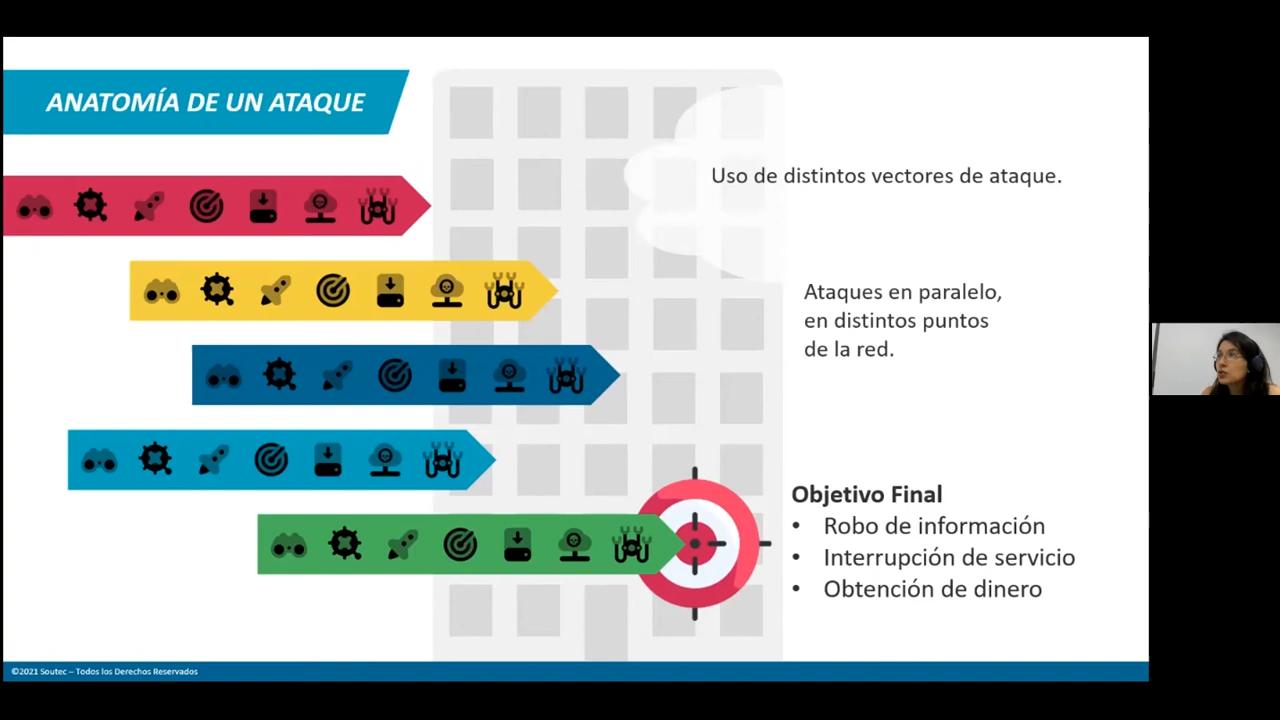 ANATOMÍA DE UN ATAQUE
Uso de distintos vectores de ataque.
Ataques en paralelo,
en distintos puntos
de la red.
Objetivo Final
• Robo de información
• Interrupción de servicio
• Obtención de dinero
©2021 Soutec – Todos los Derechos Reservados